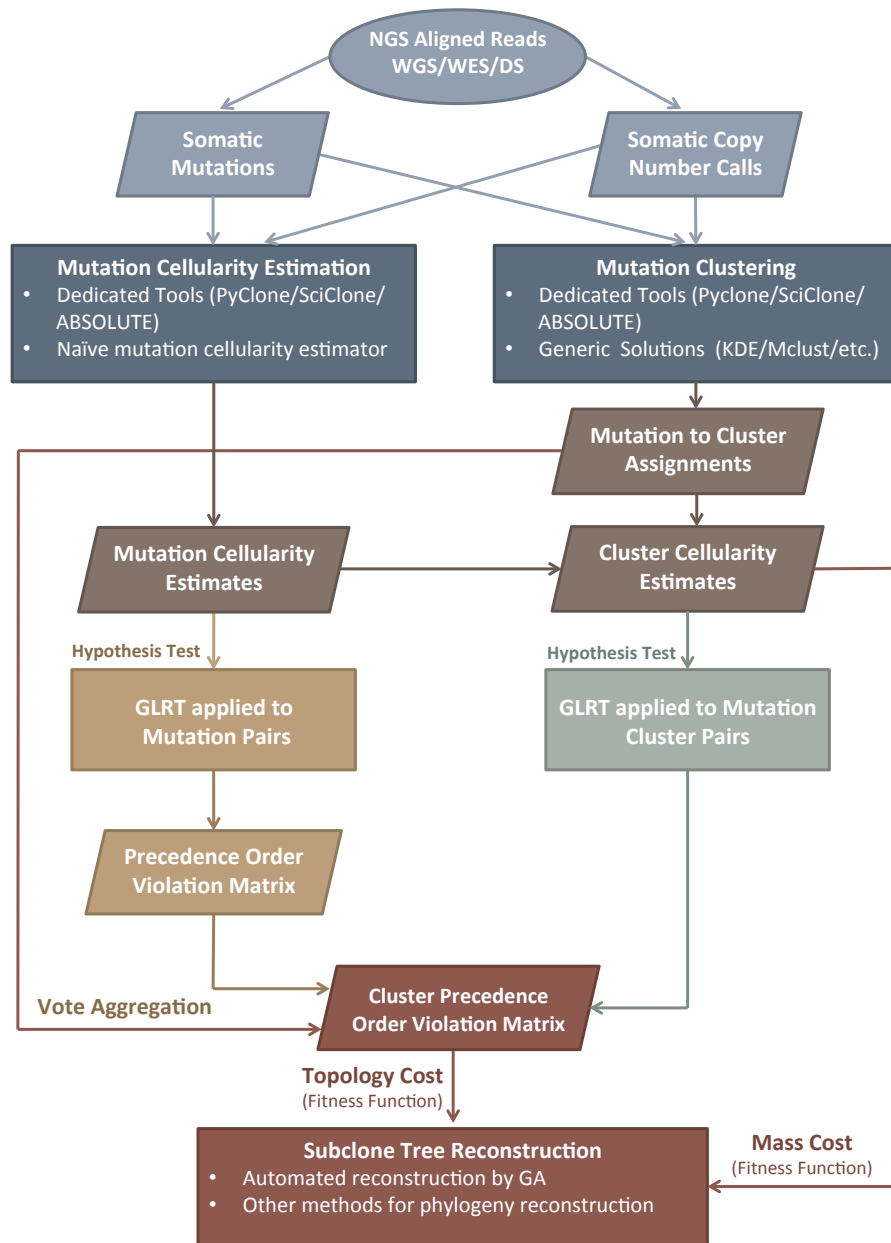 NGS Aligned Reads
WGS/WES/DS
Somatic
Mutations
Somatic Copy
Number Calls
Mutation Cellularity Estimation
• Dedicated Tools (PyClone/SciClone/
ABSOLUTE)
• Naïve mutation cellularity estimator
Mutation Clustering
• Dedicated Tools (Pyclone/SciClone/
ABSOLUTE)
• Generic Solutions (KDE/Mclust/etc.)
Mutation to Cluster
Assignments
Mutation Cellularity
Estimates
Cluster Cellularity
Estimates
Hypothesis Test
Hypothesis Test
GLRT applied to
Mutation Pairs
GLRT applied to Mutation
Cluster Pairs
Precedence Order
Violation Matrix
Vote Aggregation
Cluster Precedence
Order Violation Matrix
Topology Cost
(Fitness Function)
Subclone Tree Reconstruction
• Automated reconstruction by GA
• Other methods for phylogeny reconstruction
Mass Cost
(Fitness Function)